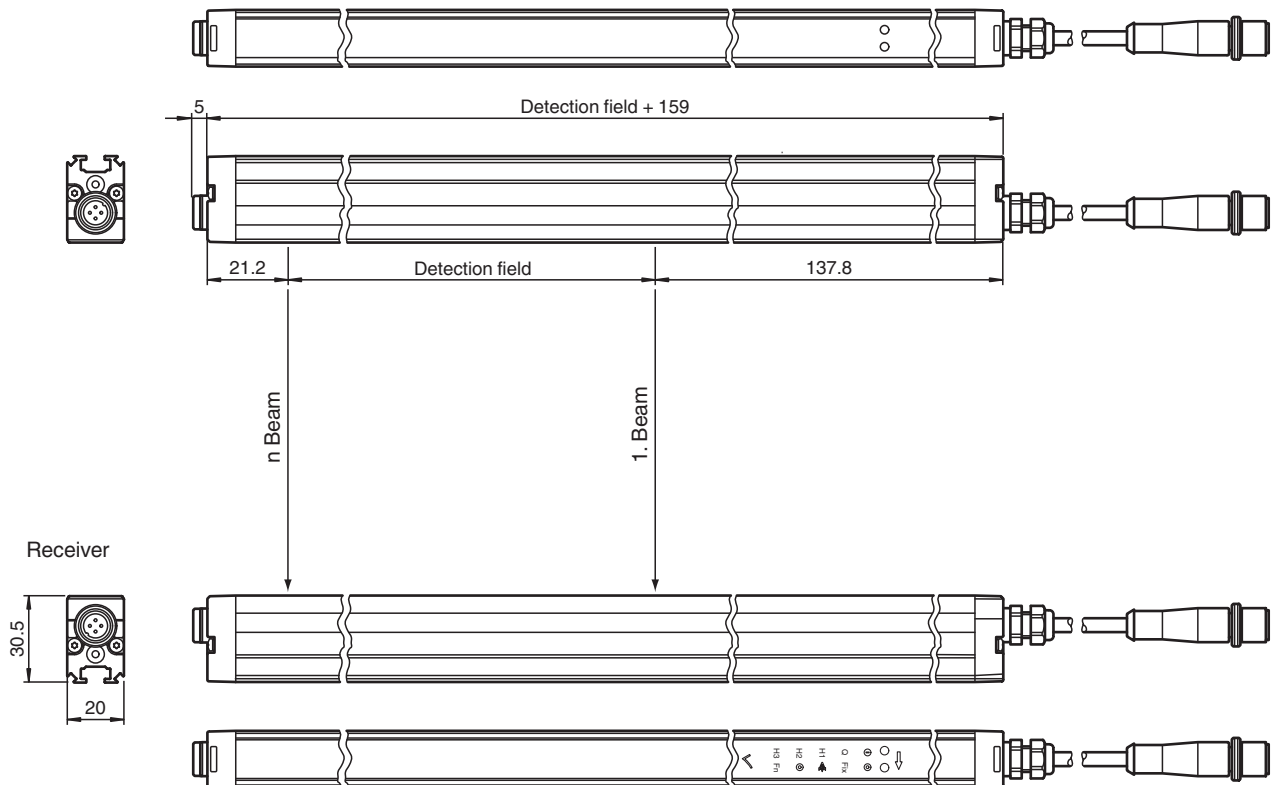 5
Detection field + 159
21.2
Detection field
137.8
n Beam
1. Beam
Receiver
30.5
20
H3 Fn
H2
H1
Q Fix